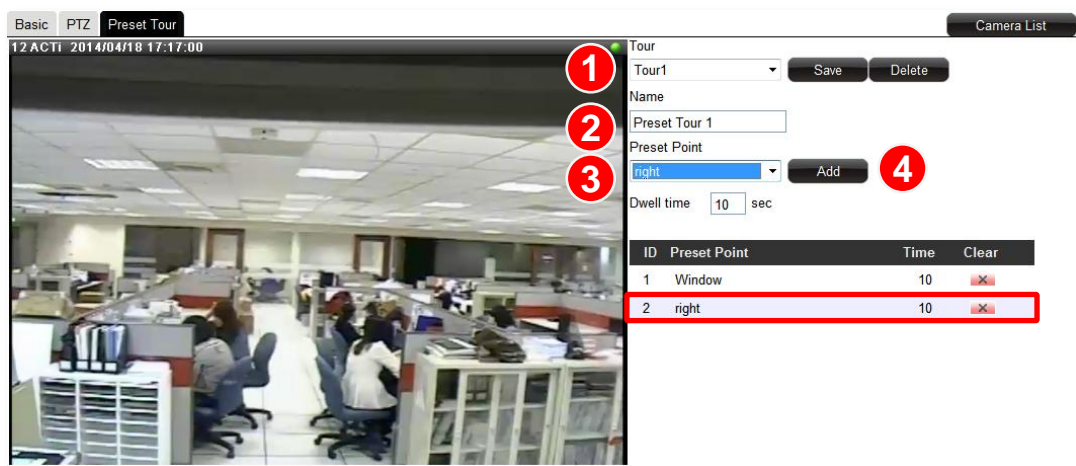 Basic PTZ Preset Tour Camera List
12 ACTi 2014/04/18 17:17:00
Tour
1 Tour1 Save Delete
Name
2 Preset Tour 1
Preset Point
3 right Add 4
Dwell time 10 sec
ID Preset Point Time Clear
1 Window 10 X
2 right 10 X